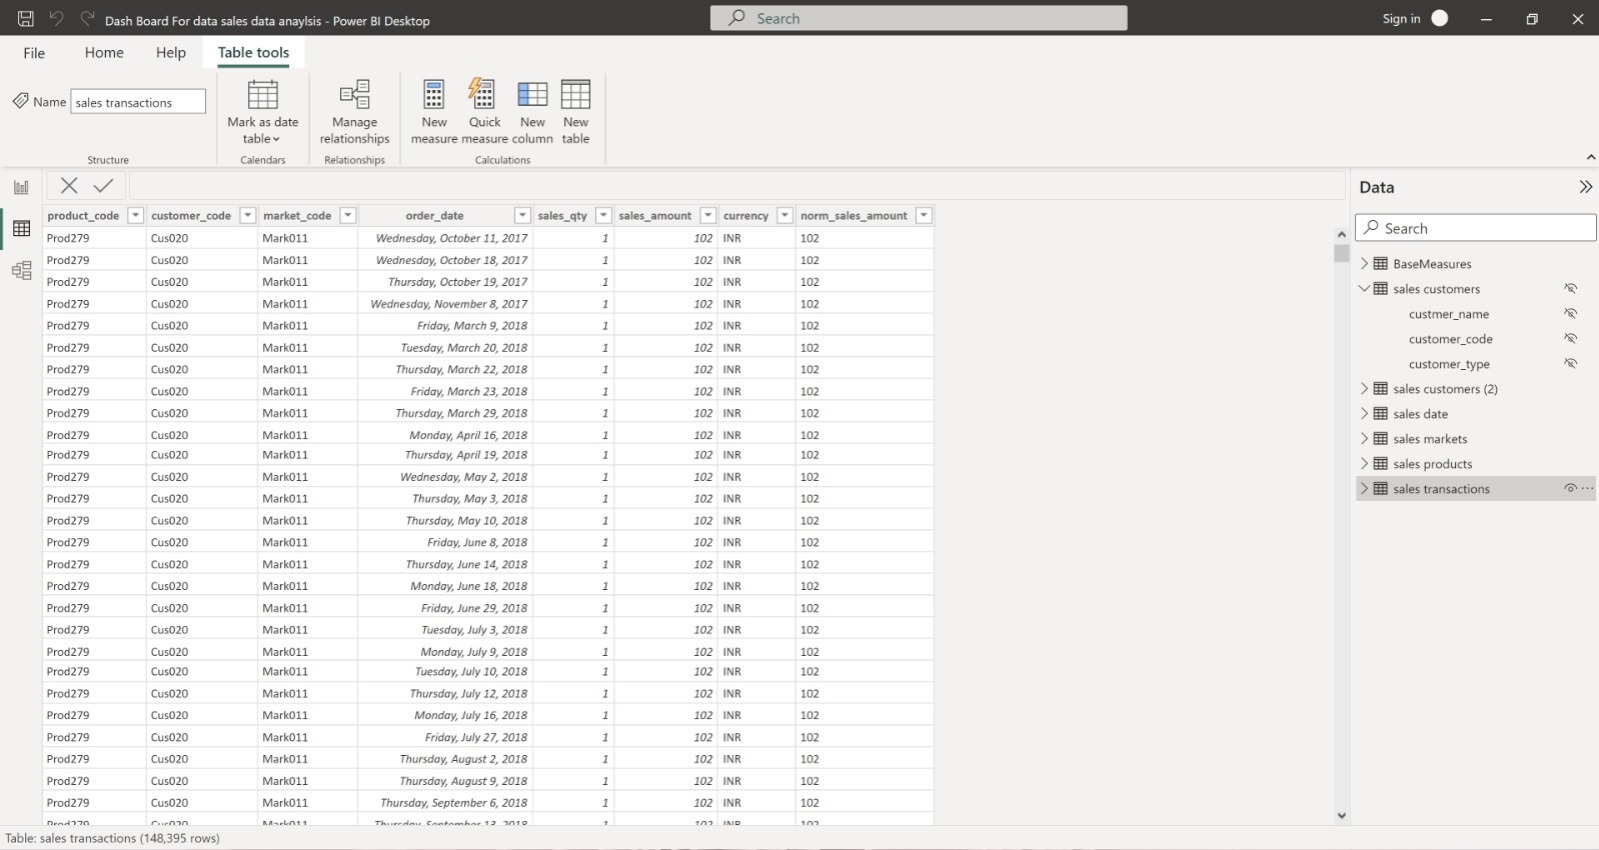 Dash Board For data sales data anaylsis - Power BI Desktop
Search
Sign in
File Home Help Table tools
Name sales transactions
Mark as date table
Manage relationships
New measure
Quick measure
New column
New table
Structure
Calendars
Relationships
Calculations
product_code customer_code market_code order_date sales_qty sales_amount currency norm_sales_amount
Prod279 Cus020 Mark011 Wednesday, October 11, 2017 1 102 INR 102
Prod279 Cus020 Mark011 Wednesday, October 18, 2017 1 102 INR 102
Prod279 Cus020 Mark011 Thursday, October 19, 2017 1 102 INR 102
Prod279 Cus020 Mark011 Wednesday, November 8, 2017 1 102 INR 102
Prod279 Cus020 Mark011 Friday, March 9, 2018 1 102 INR 102
Prod279 Cus020 Mark011 Tuesday, March 20, 2018 1 102 INR 102
Prod279 Cus020 Mark011 Thursday, March 22, 2018 1 102 INR 102
Prod279 Cus020 Mark011 Friday, March 23, 2018 1 102 INR 102
Prod279 Cus020 Mark011 Thursday, March 29, 2018 1 102 INR 102
Prod279 Cus020 Mark011 Monday, April 16, 2018 1 102 INR 102
Prod279 Cus020 Mark011 Thursday, April 19, 2018 1 102 INR 102
Prod279 Cus020 Mark011 Wednesday, May 2, 2018 1 102 INR 102
Prod279 Cus020 Mark011 Thursday, May 3, 2018 1 102 INR 102
Prod279 Cus020 Mark011 Thursday, May 10, 2018 1 102 INR 102
Prod279 Cus020 Mark011 Friday, June 8, 2018 1 102 INR 102
Prod279 Cus020 Mark011 Thursday, June 14, 2018 1 102 INR 102
Prod279 Cus020 Mark011 Monday, June 18, 2018 1 102 INR 102
Prod279 Cus020 Mark011 Friday, June 29, 2018 1 102 INR 102
Prod279 Cus020 Mark011 Tuesday, July 3, 2018 1 102 INR 102
Prod279 Cus020 Mark011 Monday, July 9, 2018 1 102 INR 102
Prod279 Cus020 Mark011 Tuesday, July 10, 2018 1 102 INR 102
Prod279 Cus020 Mark011 Thursday, July 12, 2018 1 102 INR 102
Prod279 Cus020 Mark011 Monday, July 16, 2018 1 102 INR 102
Prod279 Cus020 Mark011 Friday, July 27, 2018 1 102 INR 102
Prod279 Cus020 Mark011 Thursday, August 2, 2018 1 102 INR 102
Prod279 Cus020 Mark011 Thursday, August 9, 2018 1 102 INR 102
Prod279 Cus020 Mark011 Thursday, September 6, 2018 1 102 INR 102
Prod279 Cus020 Mark011 Thursday, September 13, 2018 1 102 INR 102
Data
Search
BaseMeasures
sales customers
custmer_name
customer_code
customer_type
sales customers (2)
sales date
sales markets
sales products
sales transactions
Table: sales transactions (148,395 rows)